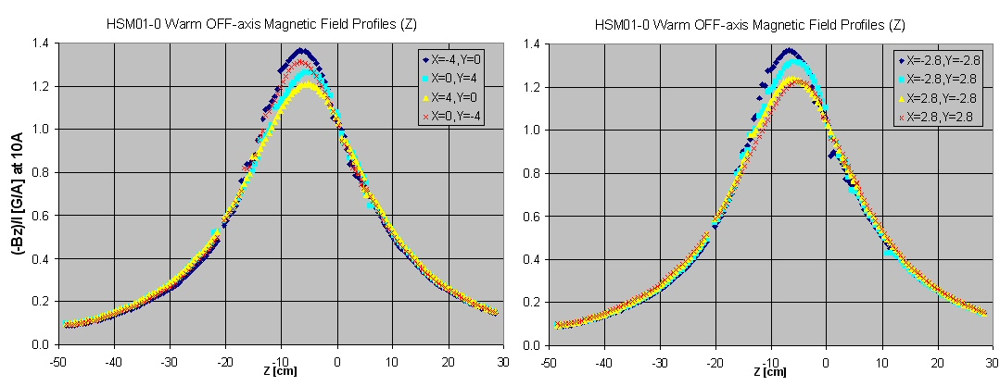 HSM01-0 Warm OFF-axis Magnetic Field Profiles (Z)
(-Bz)/I [G/A] at 10A
1.4
1.2
1.0
0.8
0.6
0.4
0.2
0.0
X=-4,Y=0
X=0,Y=4
X=4,Y=0
X=0,Y=-4
-50 -40 -30 -20 -10 0 10 20 30
Z [cm]
HSM01-0 Warm OFF-axis Magnetic Field Profiles (Z)
1.4
1.2
1.0
0.8
0.6
0.4
0.2
0.0
X=-2.8,Y=-2.8
X=-2.8,Y=2.8
X=2.8,Y=-2.8
X=2.8,Y=2.8
-50 -40 -30 -20 -10 0 10 20 30
Z [cm]